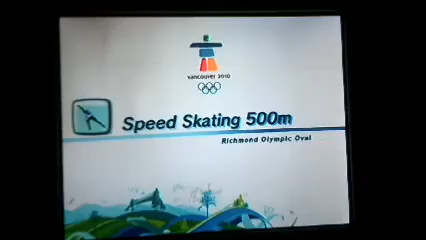 vancouver 2010
Speed Skating 500m
Richmond Olympic Oval